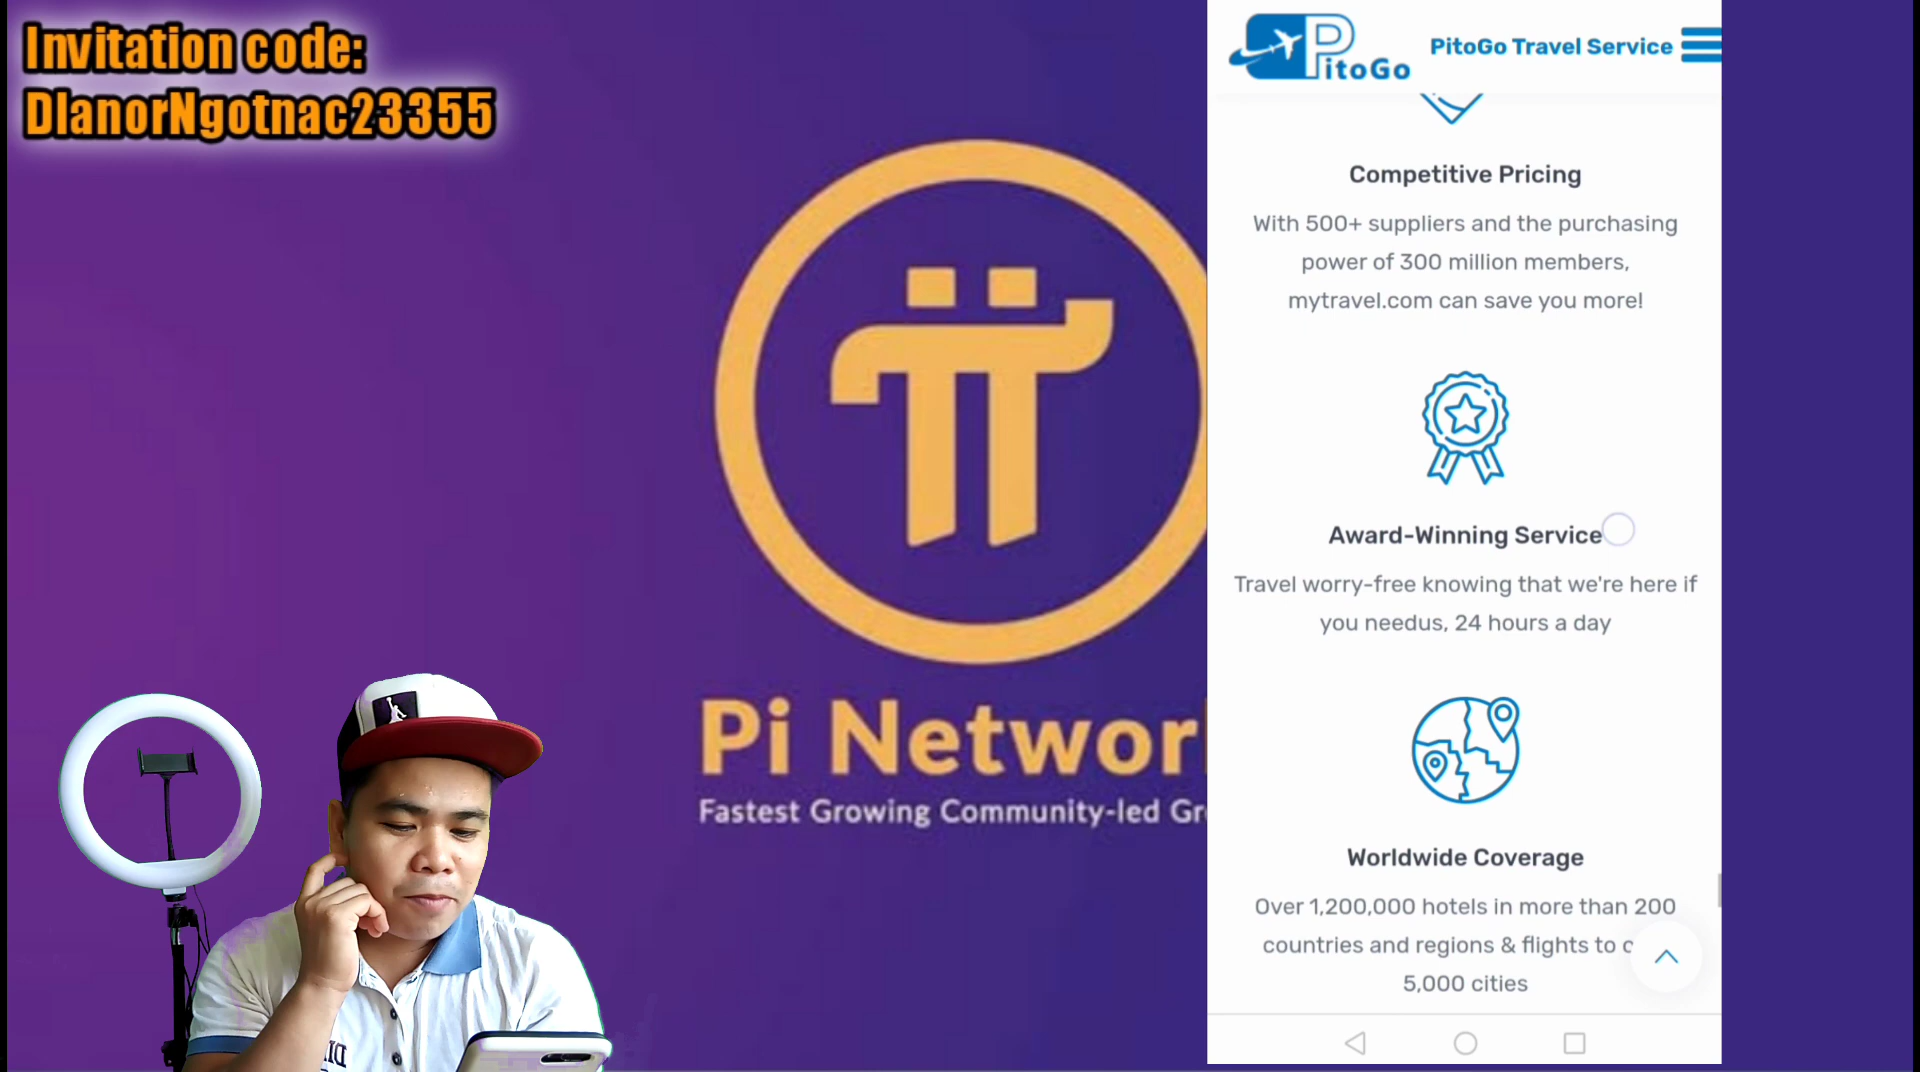 Invitation code:
DlanorNgotnac23355
Pi Networ
Fastest Growing Community-led Gr
PitoGo
PitoGo Travel Service
Competitive Pricing
With 500+ suppliers and the purchasing
power of 300 million members,
mytravel.com can save you more!
Award-Winning Service
Travel worry-free knowing that we're here if
you needus, 24 hours a day
Worldwide Coverage
Over 1,200,000 hotels in more than 200
countries and regions & flights to o
5,000 cities